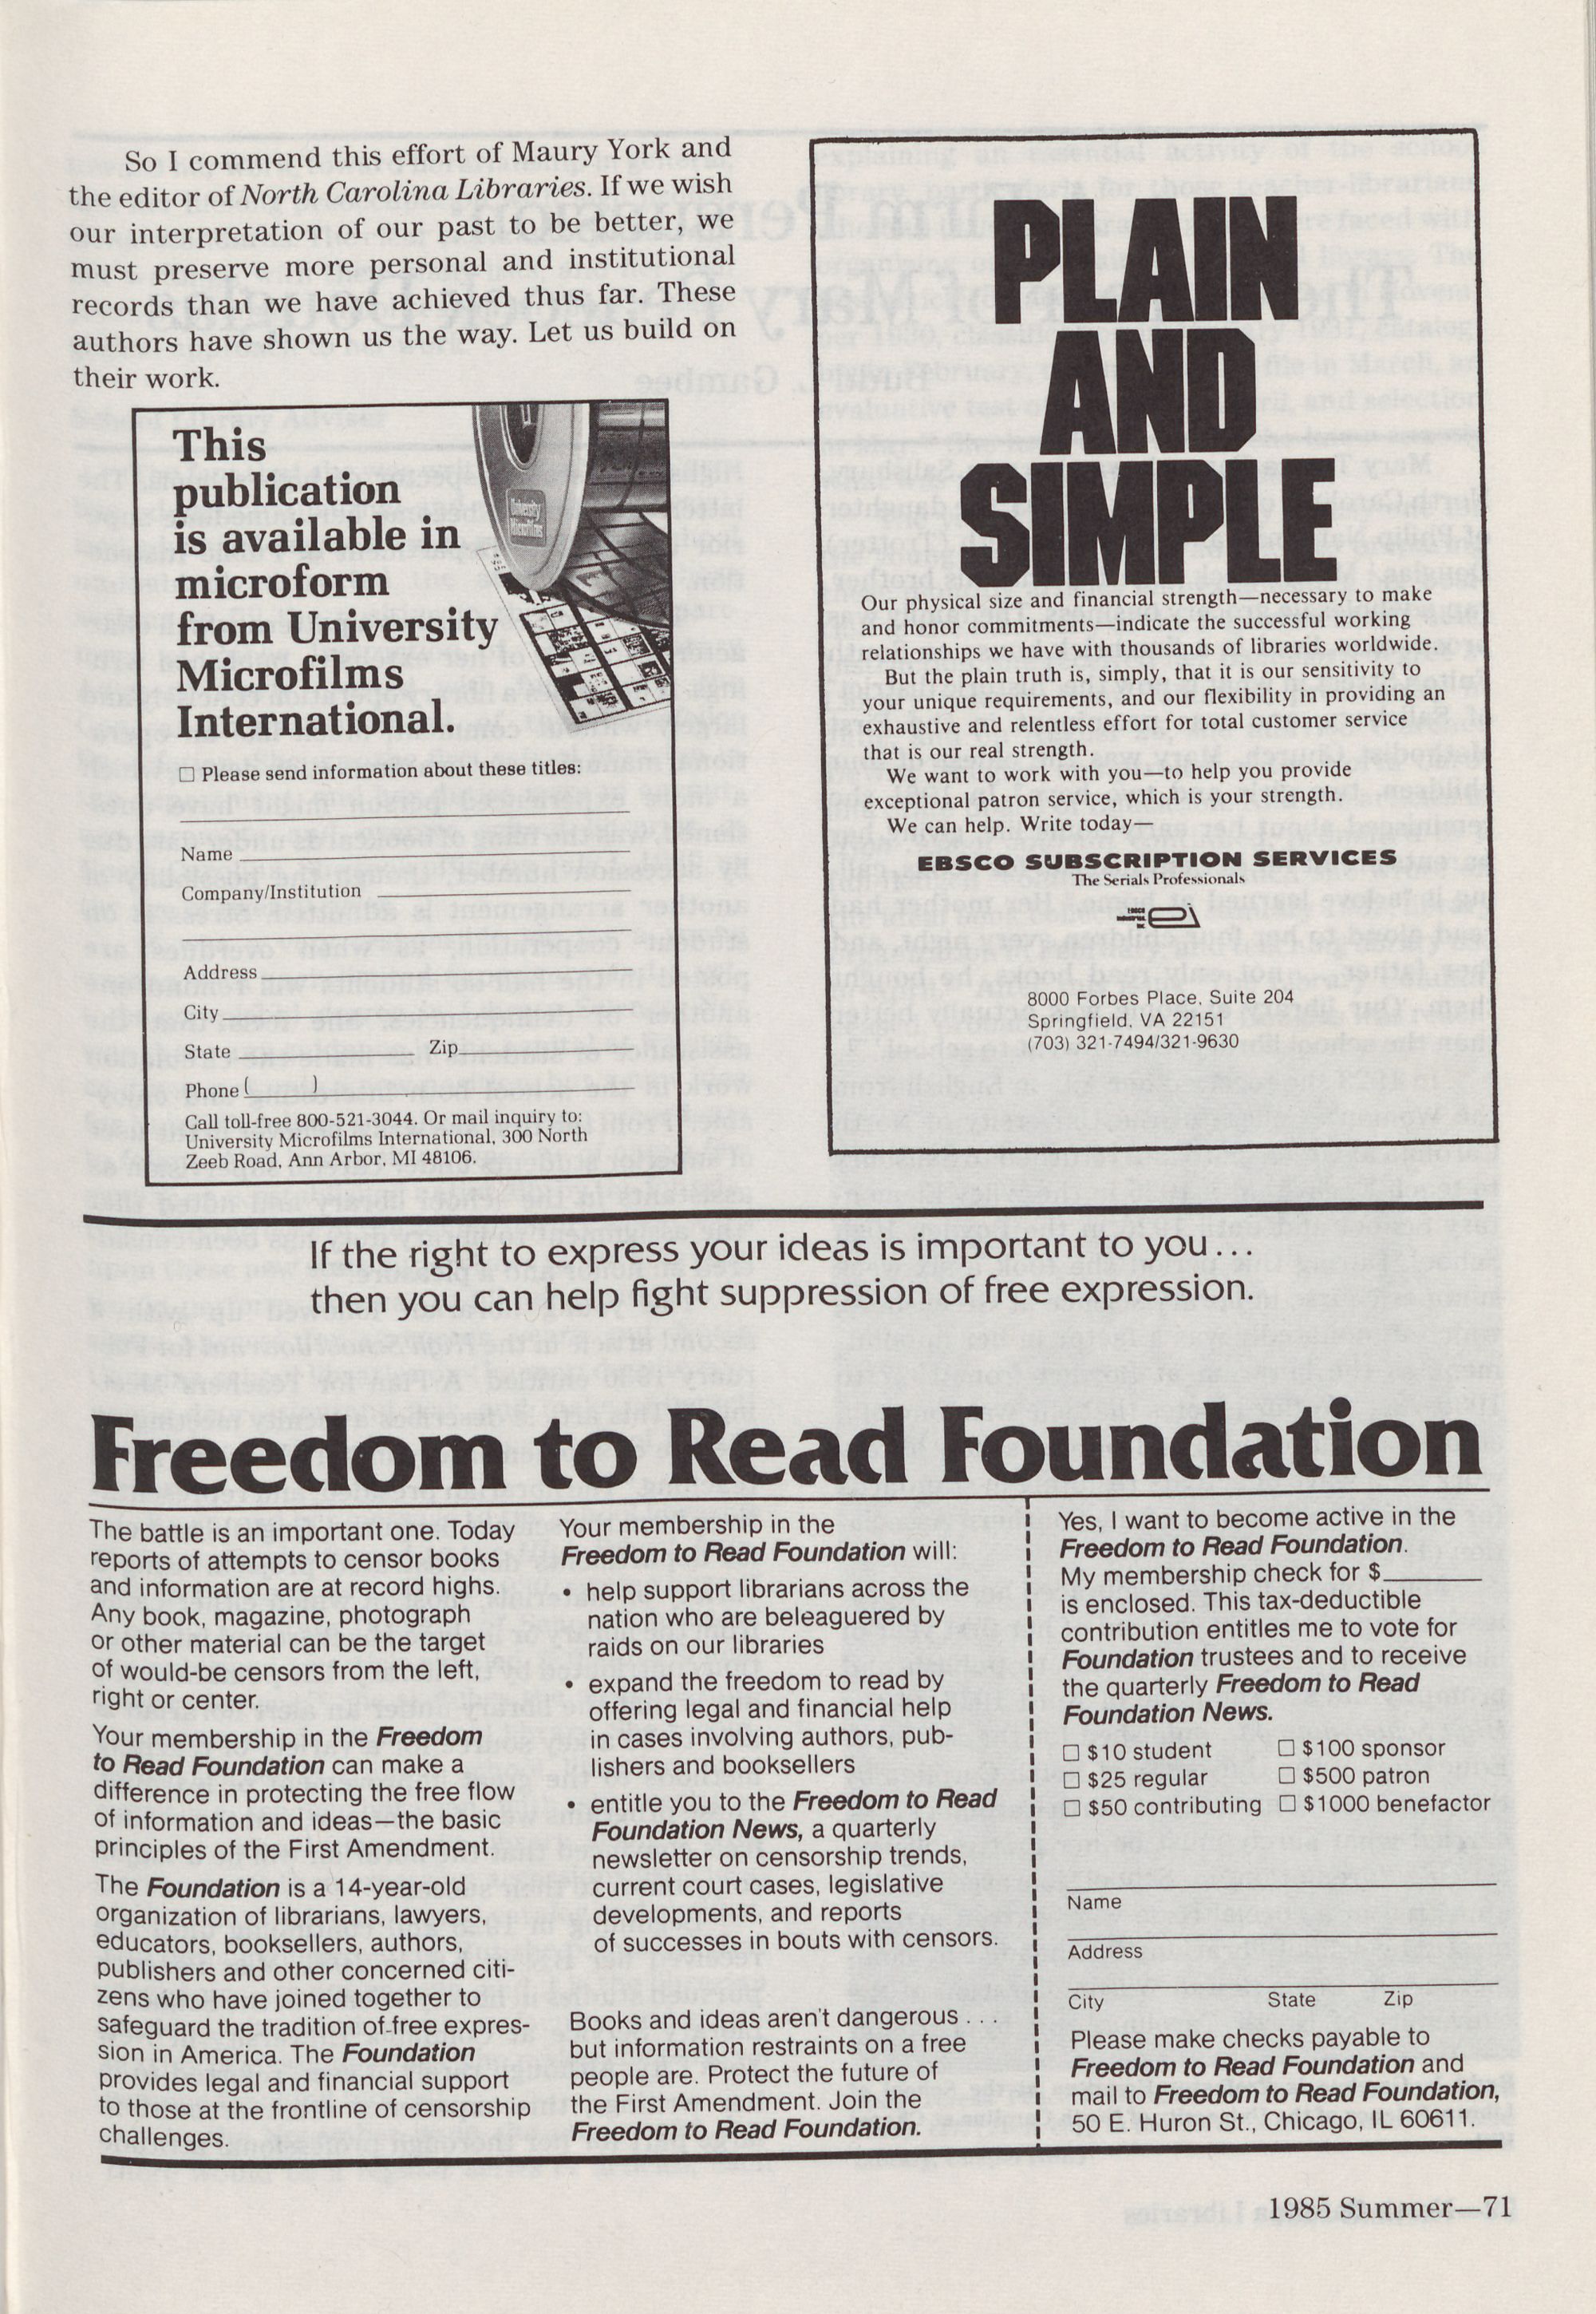 So I commend this effort of Maury York and
the editor of North Carolina Libraries. If we wish
our interpretation of our past to be better, we
must preserve more personal and institutional
records than we have achieved thus far. These
authors have shown us the way. Let us build on
their work.
This
publication
is available in
microform
from University
Microfilms
International.
University
Microfilms
☐ Please send information about these titles:
Name
Company/Institution
Address
City
State Zip
Phone ( )
Call toll-free 800-521-3044. Or mail inquiry to:
University Microfilms International, 300 North
Zeeb Road, Ann Arbor, MI 48106.
PLAIN
AND
SIMPLE
Our physical size and financial strength—necessary to make
and honor commitments—indicate the successful working
relationships we have with thousands of libraries worldwide.
But the plain truth is, simply, that it is our sensitivity to
your unique requirements, and our flexibility in providing an
exhaustive and relentless effort for total customer service
that is our real strength.
We want to work with you—to help you provide
exceptional patron service, which is your strength.
We can help. Write today—
EBSCO SUBSCRIPTION SERVICES
The Serials Professionals
8000 Forbes Place, Suite 204
Springfield, VA 22151
(703) 321-7494/321-9630
If the right to express your ideas is important to you...
then you can help fight suppression of free expression.
Freedom to Read Foundation
The battle is an important one. Today
reports of attempts to censor books
and information are at record highs.
Any book, magazine, photograph
or other material can be the target
of would-be censors from the left,
right or center.
Your membership in the Freedom
to Read Foundation can make a
difference in protecting the free flow
of information and ideas—the basic
principles of the First Amendment.
The Foundation is a 14-year-old
organization of librarians, lawyers,
educators, booksellers, authors,
publishers and other concerned citi-
zens who have joined together to
safeguard the tradition of free expres-
sion in America. The Foundation
provides legal and financial support
to those at the frontline of censorship
challenges.
Your membership in the
Freedom to Read Foundation will:
• help support librarians across the
nation who are beleaguered by
raids on our libraries
• expand the freedom to read by
offering legal and financial help
in cases involving authors, pub-
lishers and booksellers
• entitle you to the Freedom to Read
Foundation News, a quarterly
newsletter on censorship trends,
current court cases, legislative
developments, and reports
of successes in bouts with censors.
Books and ideas aren't dangerous ...
but information restraints on a free
people are. Protect the future of
the First Amendment. Join the
Freedom to Read Foundation.
Yes, I want to become active in the
Freedom to Read Foundation.
My membership check for $
is enclosed. This tax-deductible
contribution entitles me to vote for
Foundation trustees and to receive
the quarterly Freedom to Read
Foundation News.
☐ $10 student ☐ $100 sponsor
☐ $25 regular ☐ $500 patron
☐ $50 contributing ☐ $1000 benefactor
Name
Address
City State Zip
Please make checks payable to
Freedom to Read Foundation and
mail to Freedom to Read Foundation,
50 E. Huron St., Chicago, IL 60611.
1985 Summer—71